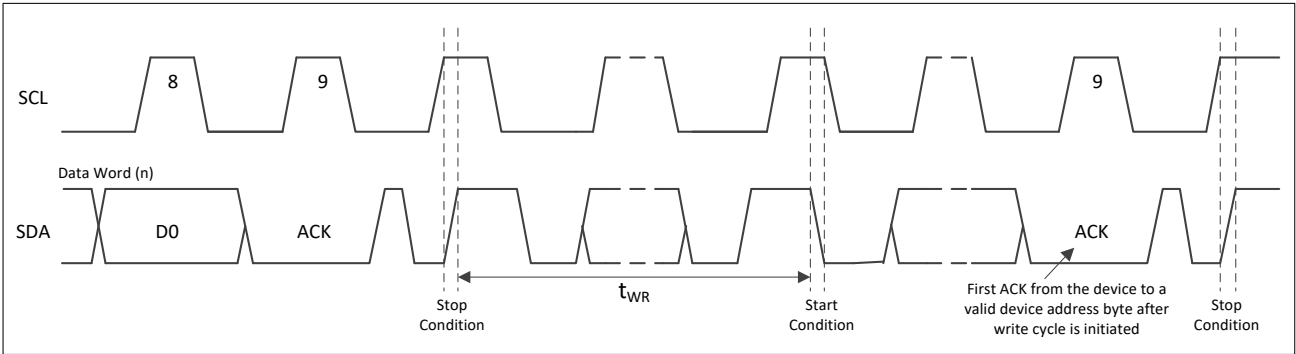 8
9
9
SCL
Data Word (n)
SDA
D0
ACK
ACK
tWR
Stop
Condition
Start
Condition
First ACK from the device to a
valid device address byte after
write cycle is initiated
Stop
Condition